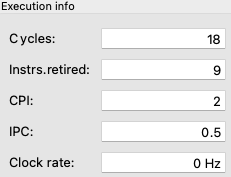 Execution info
Cycles: 18
Instrs.retired: 9
CPI: 2
IPC: 0.5
Clock rate: 0 Hz